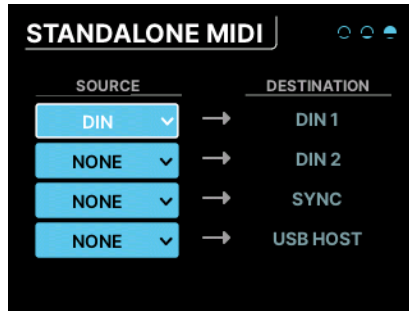 STANDALONE MIDI
SOURCE DESTINATION
DIN DIN 1
NONE DIN 2
NONE SYNC
NONE USB HOST